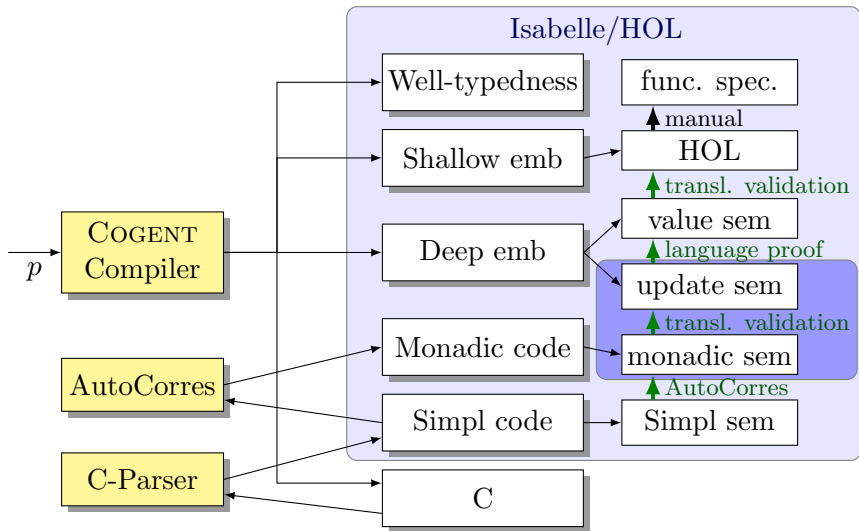 Isabelle/HOL
Well-typedness
func. spec.
manual
Shallow emb
HOL
transl. validation
COGENT
Compiler
p
Deep emb
value sem
language proof
update sem
transl. validation
Monadic code
monadic sem
AutoCorres
AutoCorres
Simpl code
Simpl sem
C-Parser
C